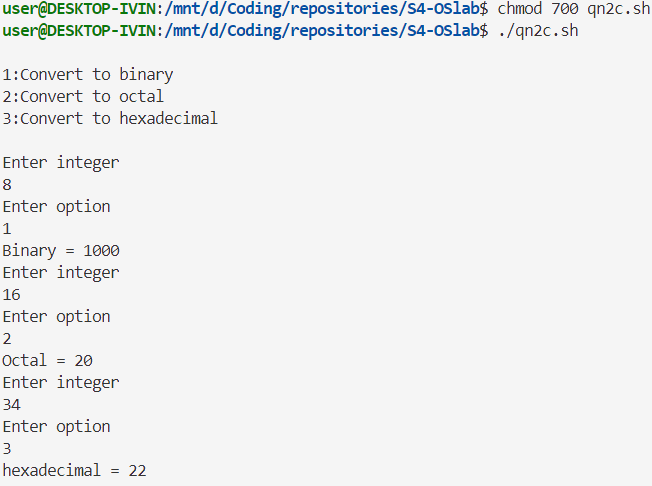 user@DESKTOP-IVIN:/mnt/d/Coding/repositories/S4-OSlab$ chmod 700 qn2c.sh
user@DESKTOP-IVIN:/mnt/d/Coding/repositories/S4-OSlab$ ./qn2c.sh
1:Convert to binary
2:Convert to octal
3:Convert to hexadecimal
Enter integer
8
Enter option
1
Binary = 1000
Enter integer
16
Enter option
2
Octal = 20
Enter integer
34
Enter option
3
hexadecimal = 22